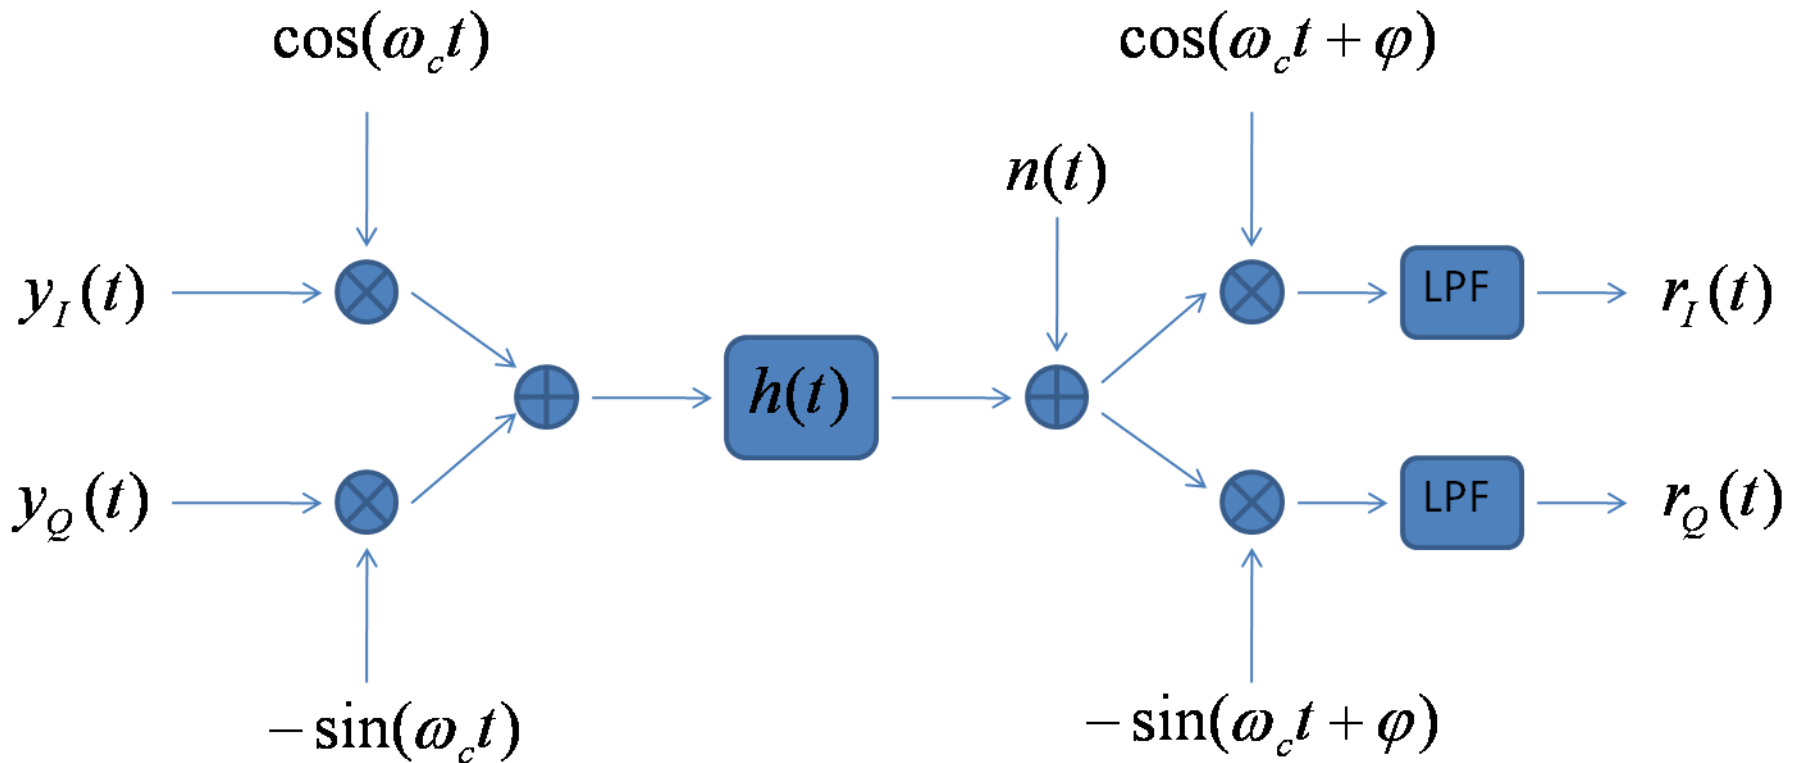 cos(ω_c t)
cos(ω_c t + φ)
n(t)
y_I(t)
LPF
r_I(t)
h(t)
y_Q(t)
LPF
r_Q(t)
− sin(ω_c t)
− sin(ω_c t + φ)